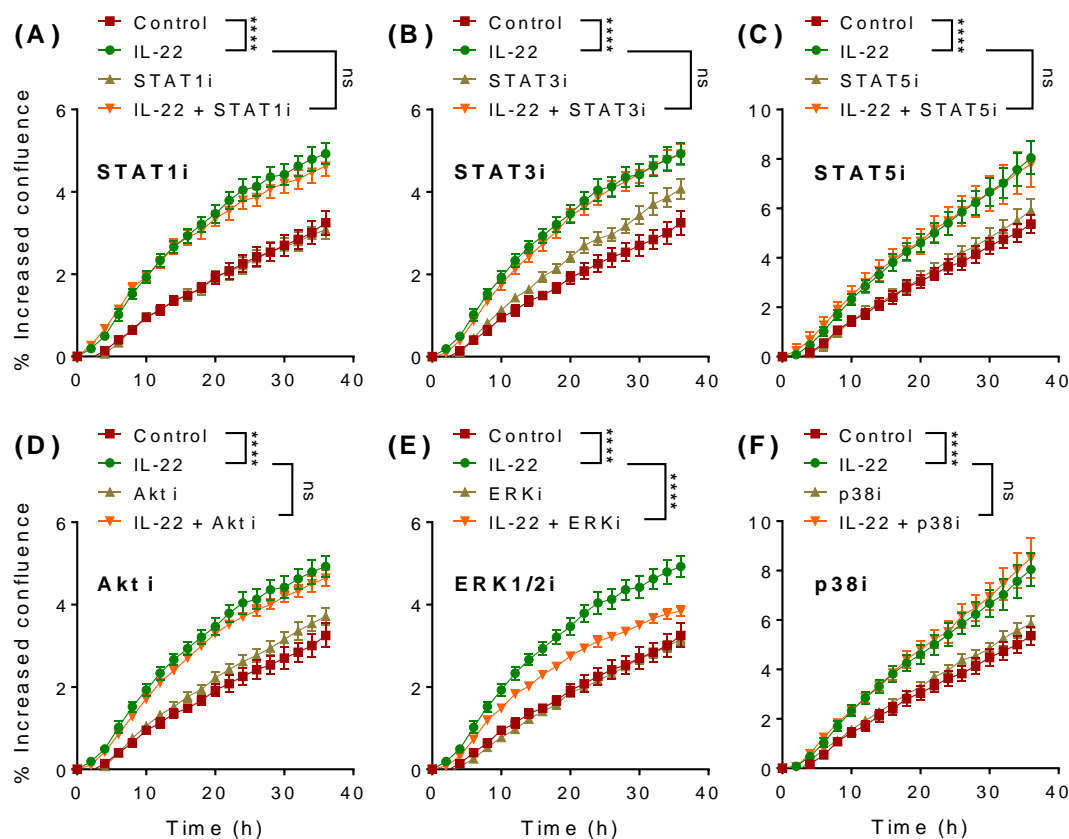 (A)
Control
IL-22
STAT1i
IL-22 + STAT1i
****
ns
STAT1i
% Increased confluence
6
4
2
0
0 10 20 30 40
(B)
Control
IL-22
STAT3i
IL-22 + STAT3i
****
ns
STAT3i
6
4
2
0
0 10 20 30 40
(C)
Control
IL-22
STAT5i
IL-22 + STAT5i
****
ns
STAT5i
10
8
6
4
2
0
0 10 20 30 40
(D)
Control
IL-22
Akt i
IL-22 + Akt i
****
ns
Akt i
% Increased confluence
6
4
2
0
0 10 20 30 40
Time (h)
(E)
Control
IL-22
ERKi
IL-22 + ERKi
****
****
ERK1/2i
6
4
2
0
0 10 20 30 40
Time (h)
(F)
Control
IL-22
p38i
IL-22 + p38i
****
ns
p38i
10
8
6
4
2
0
0 10 20 30 40
Time (h)